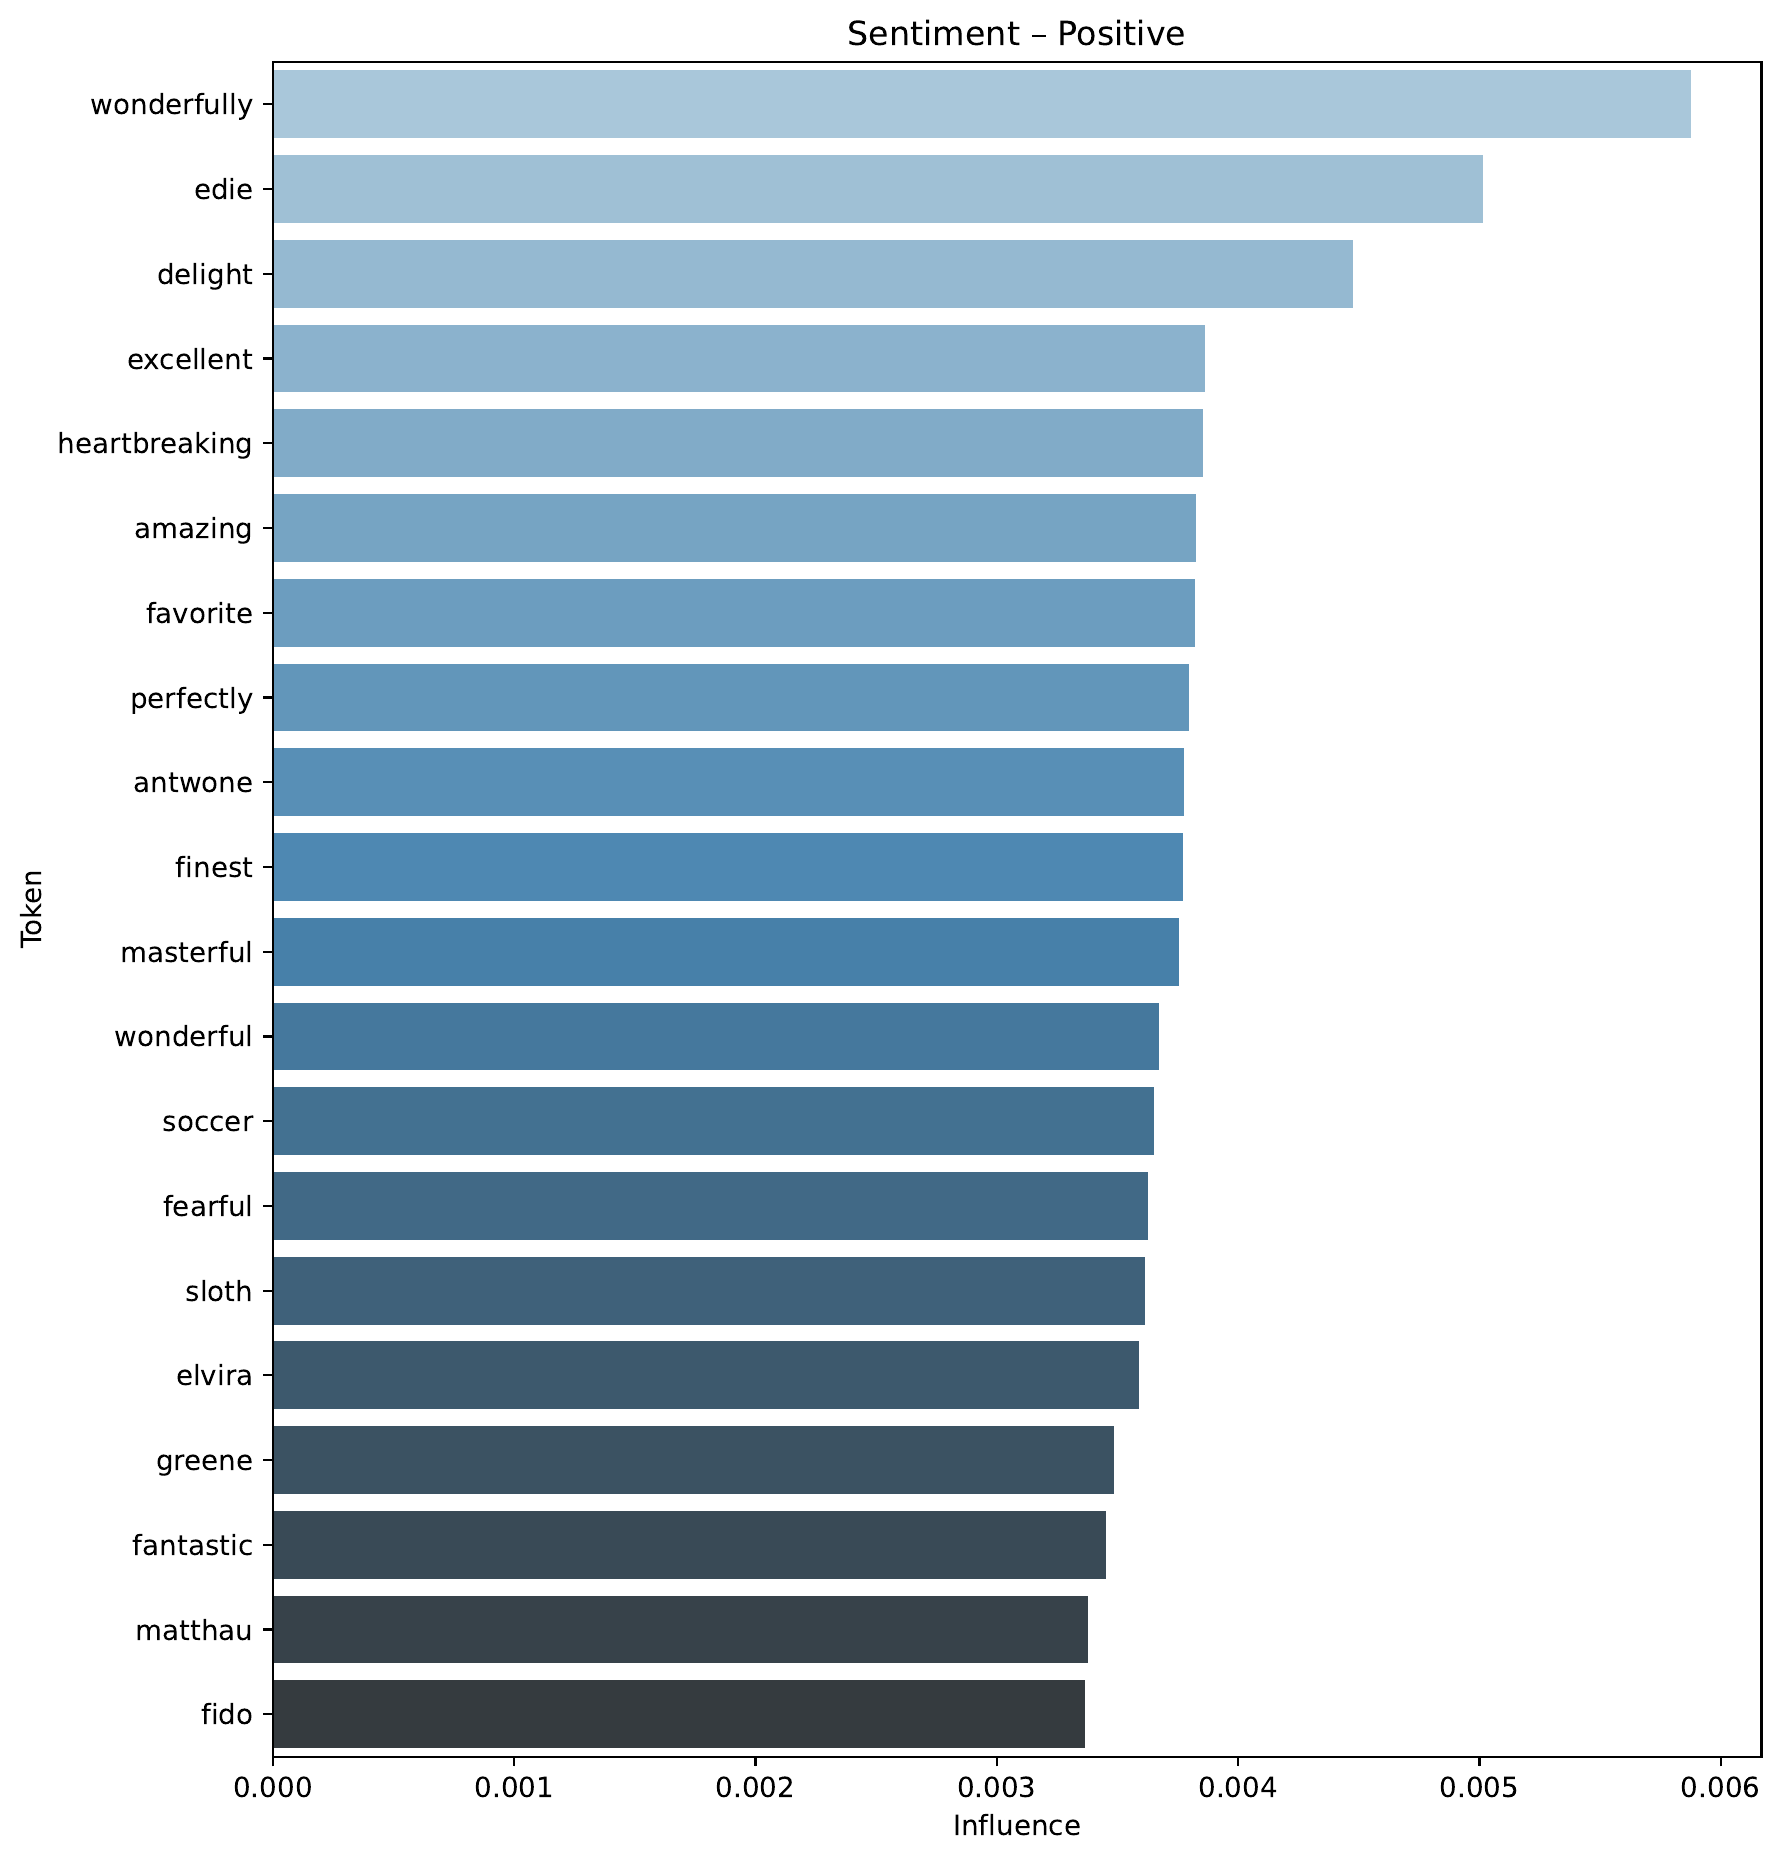 Sentiment – Positive
wonderfully
edie
delight
excellent
heartbreaking
amazing
favorite
perfectly
antwone
finest
masterful
wonderful
soccer
fearful
sloth
elvira
greene
fantastic
matthau
fido
Token
0.000 0.001 0.002 0.003 0.004 0.005 0.006
Influence